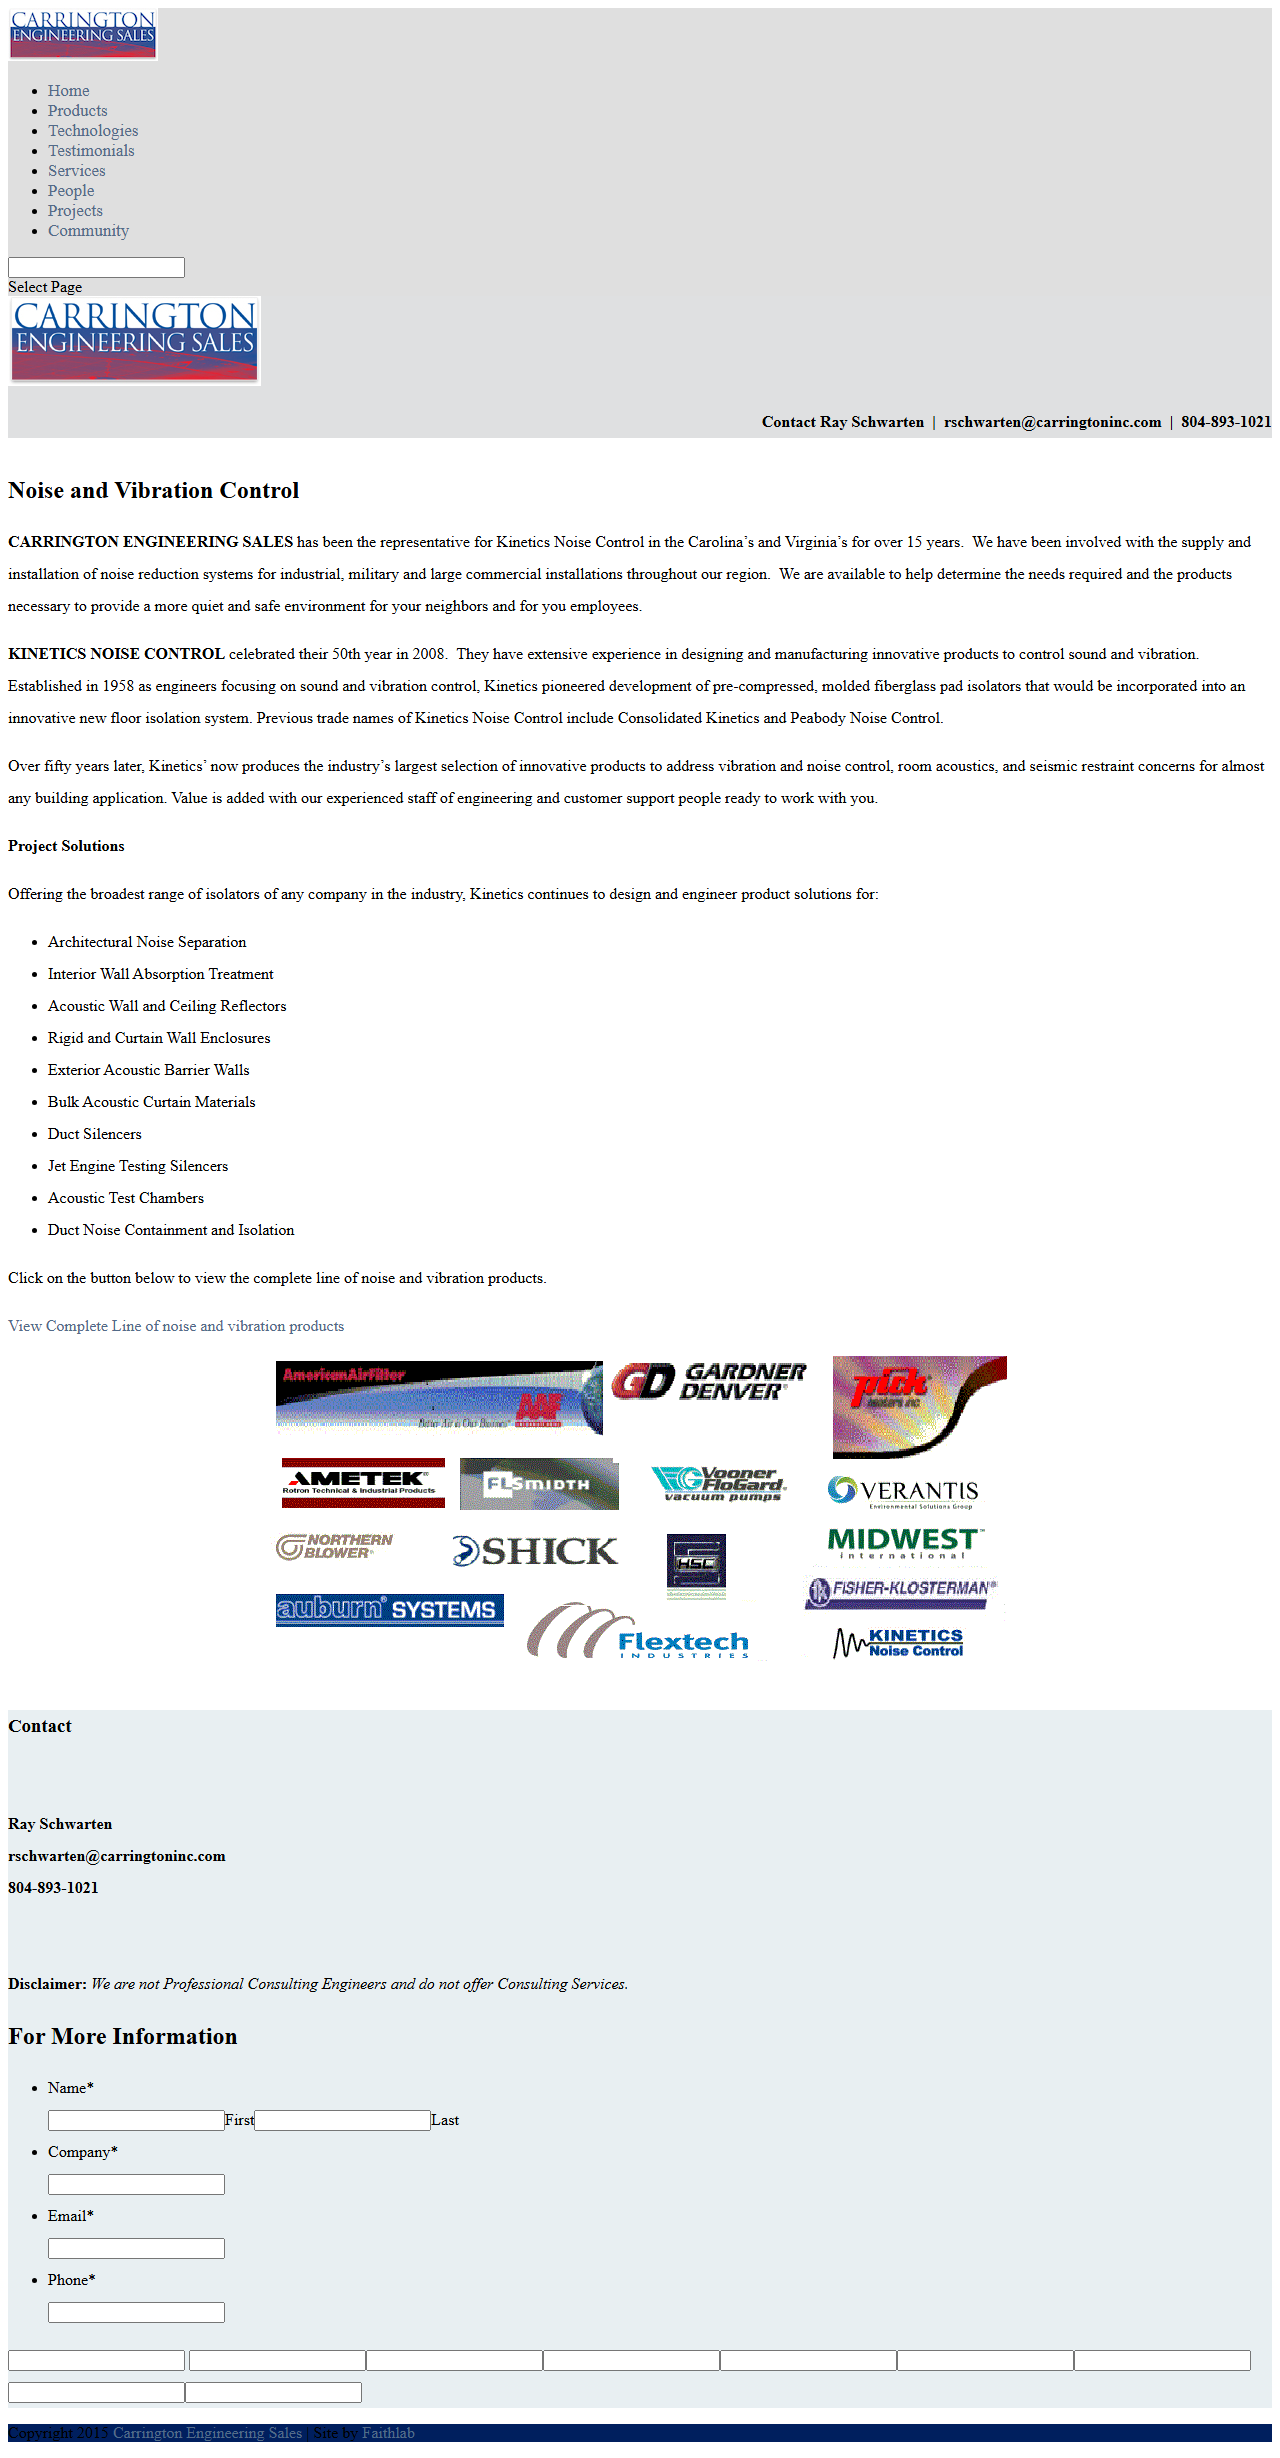 CARRINGTON
ENGINEERING SALES
Home
Products
Technologies
Testimonials
Services
People
Projects
Community
Select Page
CARRINGTON
ENGINEERING SALES
Contact Ray Schwarten | rschwarten@carringtoninc.com | 804-893-1021
Noise and Vibration Control
CARRINGTON ENGINEERING SALES has been the representative for Kinetics Noise Control in the Carolina’s and Virginia’s for over 15 years.  We have been involved with the supply and
installation of noise reduction systems for industrial, military and large commercial installations throughout our region.  We are available to help determine the needs required and the products
necessary to provide a more quiet and safe environment for your neighbors and for you employees.
KINETICS NOISE CONTROL celebrated their 50th year in 2008.  They have extensive experience in designing and manufacturing innovative products to control sound and vibration.
Established in 1958 as engineers focusing on sound and vibration control, Kinetics pioneered development of pre-compressed, molded fiberglass pad isolators that would be incorporated into an
innovative new floor isolation system. Previous trade names of Kinetics Noise Control include Consolidated Kinetics and Peabody Noise Control.
Over fifty years later, Kinetics’ now produces the industry’s largest selection of innovative products to address vibration and noise control, room acoustics, and seismic restraint concerns for almost
any building application. Value is added with our experienced staff of engineering and customer support people ready to work with you.
Project Solutions
Offering the broadest range of isolators of any company in the industry, Kinetics continues to design and engineer product solutions for:
Architectural Noise Separation
Interior Wall Absorption Treatment
Acoustic Wall and Ceiling Reflectors
Rigid and Curtain Wall Enclosures
Exterior Acoustic Barrier Walls
Bulk Acoustic Curtain Materials
Duct Silencers
Jet Engine Testing Silencers
Acoustic Test Chambers
Duct Noise Containment and Isolation
Click on the button below to view the complete line of noise and vibration products.
View Complete Line of noise and vibration products
AmericanAirFilter
AAF
Better Air is Our Business
GD GARDNER
DENVER
Pick
AMETEK
Rotron Technical & Industrial Products
FLSMIDTH
Vooner
FloGard
vacuum pumps
VERANTIS
Environmental Solutions Group
NORTHERN
BLOWER
SHICK
HSC
MIDWEST
international
FISHER-KLOSTERMAN
auburn SYSTEMS
Flextech
INDUSTRIES
KINETICS
Noise Control
Contact
Ray Schwarten
rschwarten@carringtoninc.com
804-893-1021
Disclaimer: We are not Professional Consulting Engineers and do not offer Consulting Services.
For More Information
Name*
First Last
Company*
Email*
Phone*
Copyright 2015 Carrington Engineering Sales | Site by Faithlab